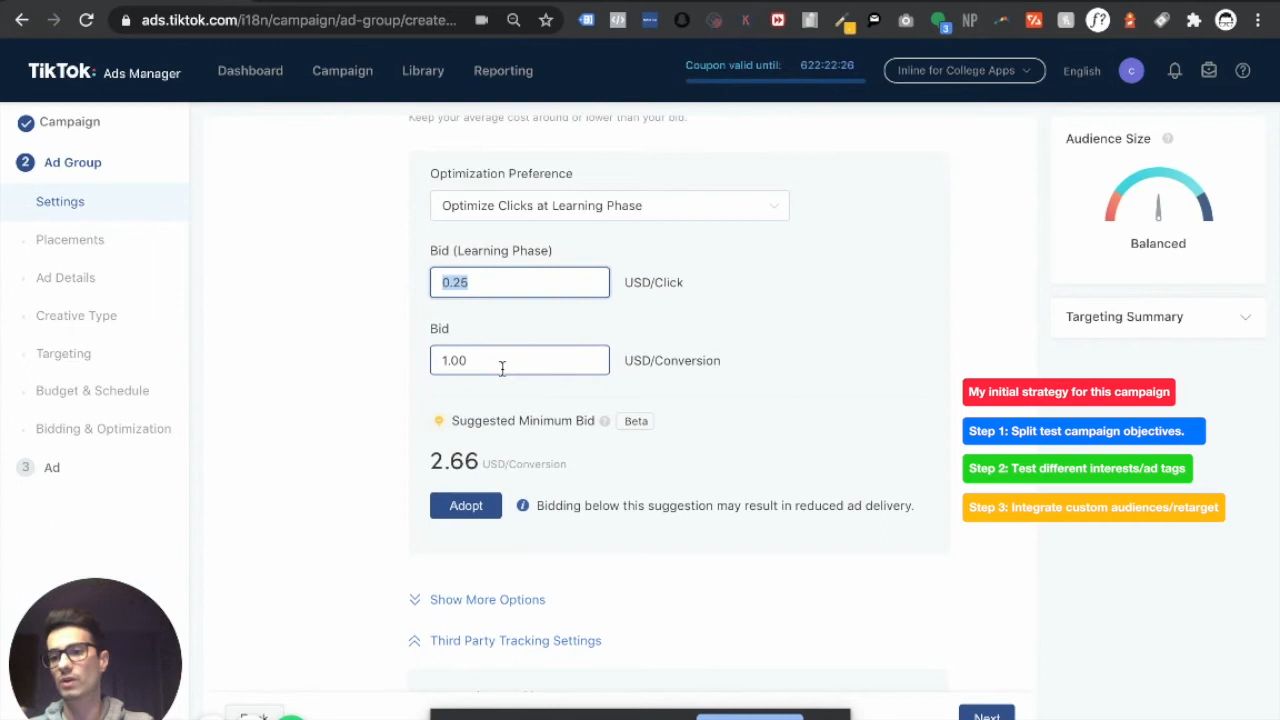 ads.tiktok.com/i18n/campaign/ad-group/create...
3
NP
f?
TikTok: Ads Manager
Dashboard
Campaign
Library
Reporting
Coupon valid until: 622:22:26
Inline for College Apps
English
C
Campaign
2 Ad Group
Settings
Placements
Ad Details
Creative Type
Targeting
Budget & Schedule
Bidding & Optimization
3 Ad
Keep your average cost around or lower than your bid.
Optimization Preference
Optimize Clicks at Learning Phase
Bid (Learning Phase)
0.25 USD/Click
Bid
1.00 USD/Conversion
Suggested Minimum Bid Beta
2.66 USD/Conversion
Adopt
Bidding below this suggestion may result in reduced ad delivery.
Show More Options
Third Party Tracking Settings
Next
Audience Size
Balanced
Targeting Summary
My initial strategy for this campaign
Step 1: Split test campaign objectives.
Step 2: Test different interests/ad tags
Step 3: Integrate custom audiences/retarget